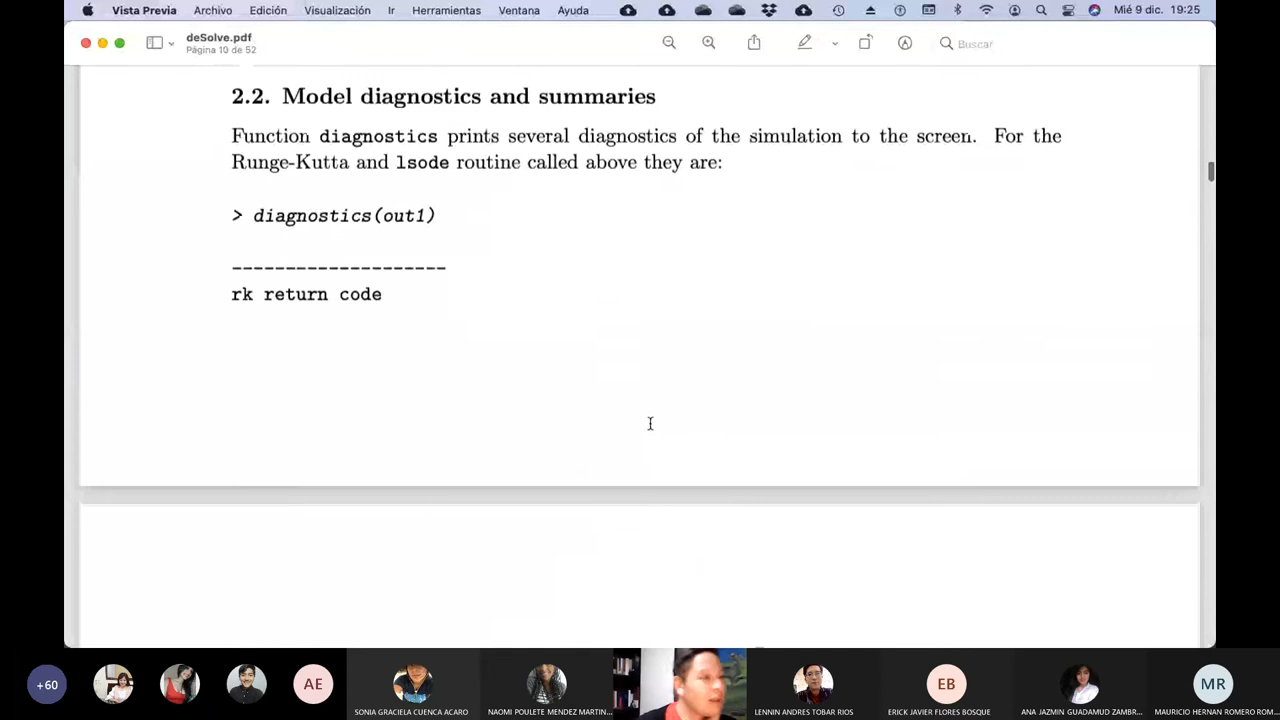 Vista Previa Archivo Edición Visualización Ir Herramientas Ventana Ayuda Mié 9 dic. 19:25
deSolve.pdf
Página 10 de 52
Buscar
2.2. Model diagnostics and summaries
Function diagnostics prints several diagnostics of the simulation to the screen. For the
Runge-Kutta and lsode routine called above they are:
> diagnostics(out1)
--------------------
rk return code
+60 AE EB MR
SONIA GRACIELA CUENCA ACARO NAOMI POULETE MENDEZ MARTIN... LENNIN ANDRES TOBAR RIOS ERICK JAVIER FLORES BOSQUE ANA JAZMIN GUADAMUD ZAMBR... MAURICIO HERNAN ROMERO ROM...